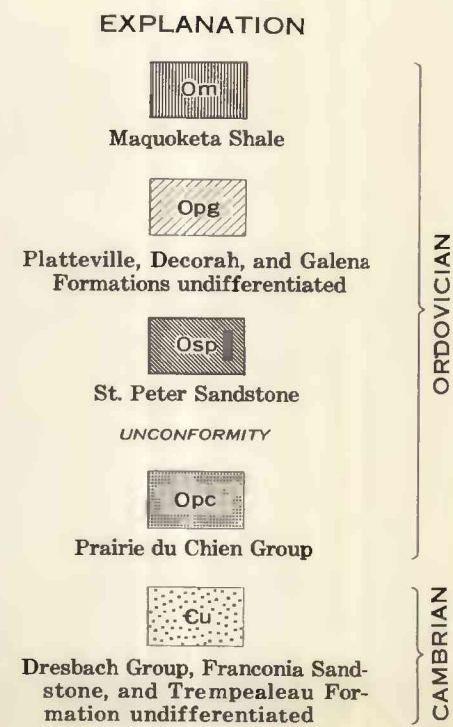 EXPLANATION
Om
Maquoketa Shale
Opg
Platteville, Decorah, and Galena
Formations undifferentiated
Osp
St. Peter Sandstone
UNCONFORMITY
Opc
Prairie du Chien Group
ORDOVICIAN
Єu
Dresbach Group, Franconia Sand-
stone, and Trempealeau For-
mation undifferentiated
CAMBRIAN